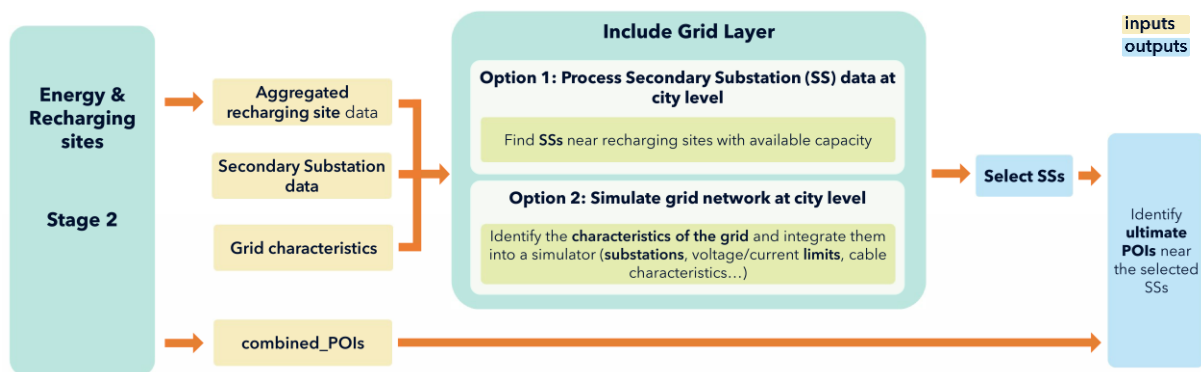 inputs
outputs
Energy &
Recharging
sites
Stage 2
Aggregated
recharging site data
Secondary Substation
data
Grid characteristics
combined_POIs
Include Grid Layer
Option 1: Process Secondary Substation (SS) data at
city level
Find SSs near recharging sites with available capacity
Option 2: Simulate grid network at city level
Identify the characteristics of the grid and integrate them
into a simulator (substations, voltage/current limits, cable
characteristics…)
Select SSs
Identify
ultimate
POIs near
the selected
SSs